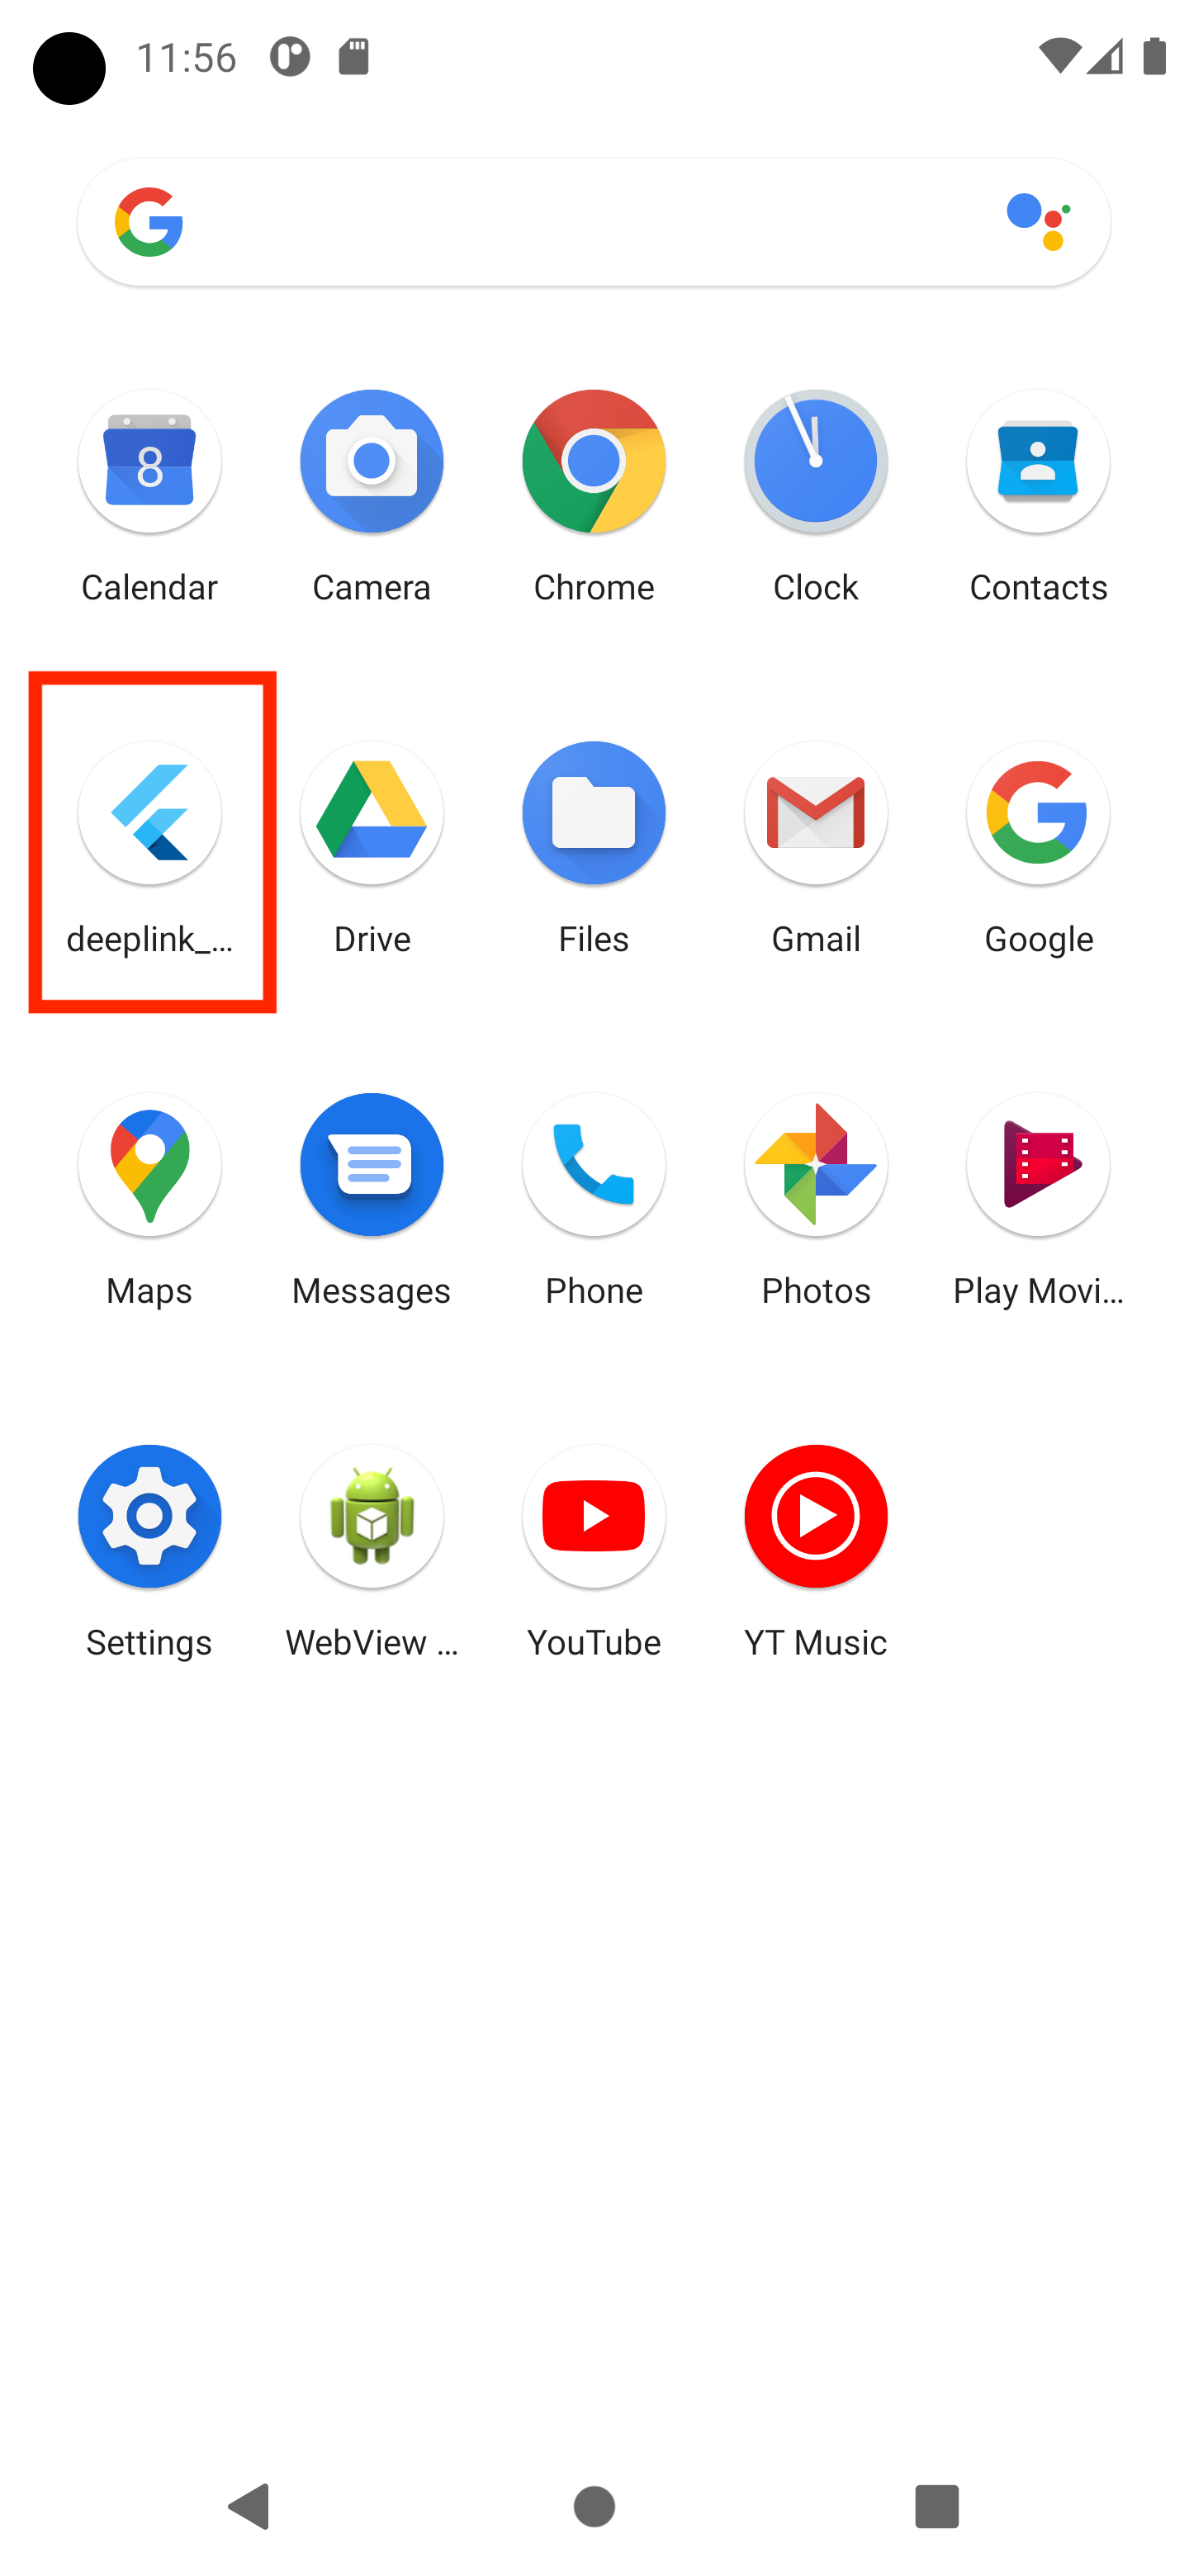 11:56
8
Calendar
Camera
Chrome
Clock
Contacts
deeplink_...
Drive
Files
Gmail
Google
Maps
Messages
Phone
Photos
Play Movi...
Settings
WebView ...
YouTube
YT Music